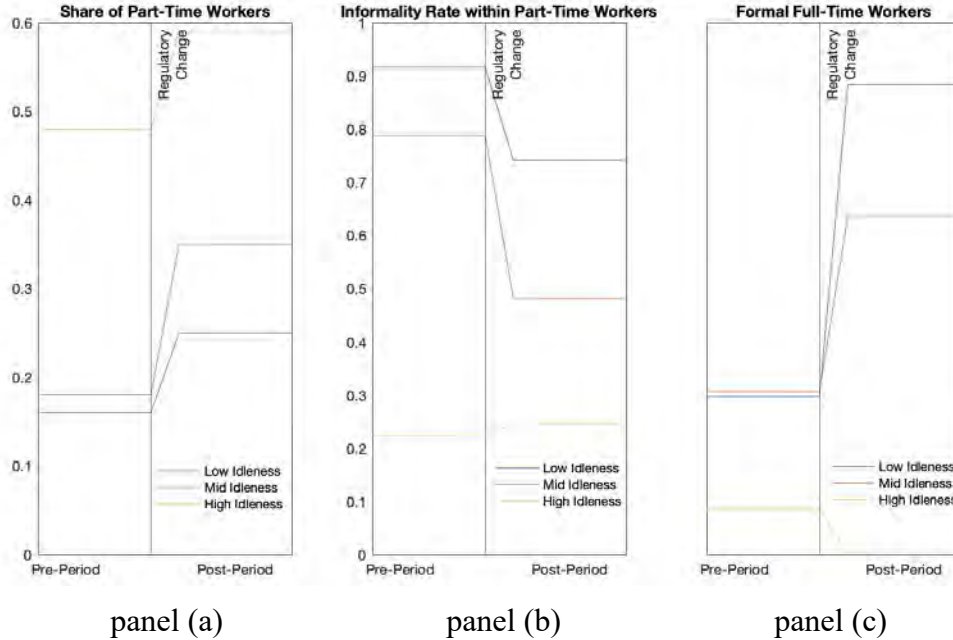 Share of Part-Time Workers
0.6
0.5
0.4
0.3
0.2
0.1
0
Regulatory
Change
Low Idleness
Mid Idleness
High Idleness
Pre-Period
Post-Period
panel (a)
Informality Rate within Part-Time Workers
1
0.9
0.8
0.7
0.6
0.5
0.4
0.3
0.2
0.1
0
Regulatory
Change
Low Idleness
Mid Idleness
High Idleness
Pre-Period
Post-Period
panel (b)
Formal Full-Time Workers
Regulatory
Change
Low Idleness
Mid Idleness
High Idleness
Pre-Period
Post-Period
panel (c)